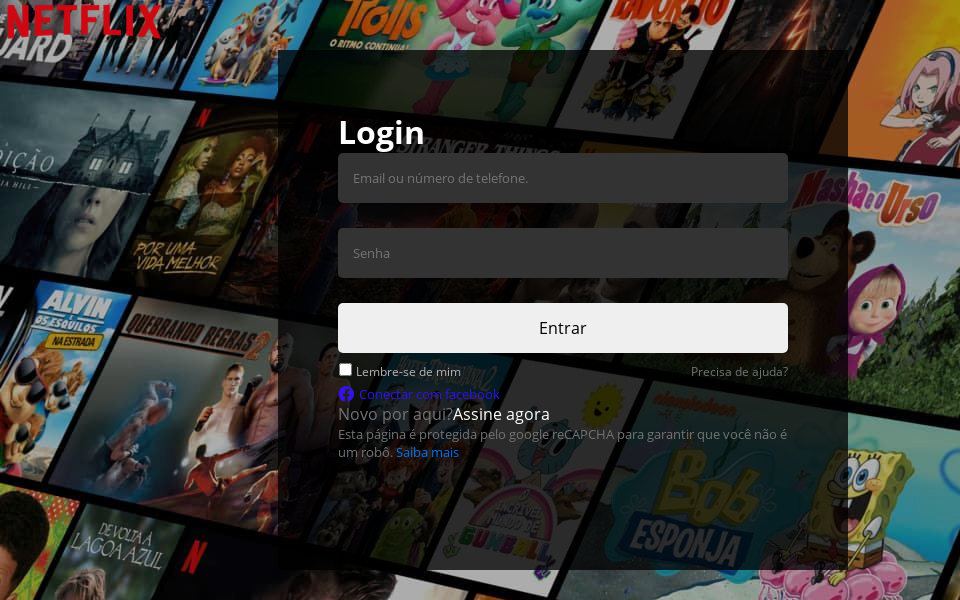 NETFLIX
Trolls
O RITMO CONTINUA!
Masha e o Urso
STRANGER THINGS
Login
Email ou número de telefone.
POR UMA
VIDA MELHOR
Senha
ALVIN
E
OS ESQUILOS
NA ESTRADA
QUEBRANDO REGRAS 2
Entrar
Lembre-se de mim
Precisa de ajuda?
Conectar com facebook
nickelodeon
Novo por aqui?Assine agora
Esta página é protegida pelo google reCAPCHA para garantir que você não é
um robô. Saiba mais
Bob
ESPONJA
O INCRÍVEL
MUNDO DE
GUMBALL
DE VOLTA À
LAGOA AZUL
N